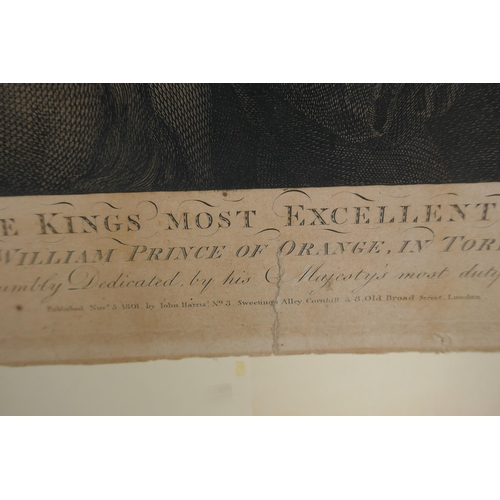 E KINGS MOST EXCELLENT
WILLIAM PRINCE OF ORANGE, IN TOR
umbly Dedicated, by his Majesty's most duty
Published Novr. 5 1801, by John Harris, No. 3, Sweetings Alley Cornhill & 8, Old Broad Street, London.